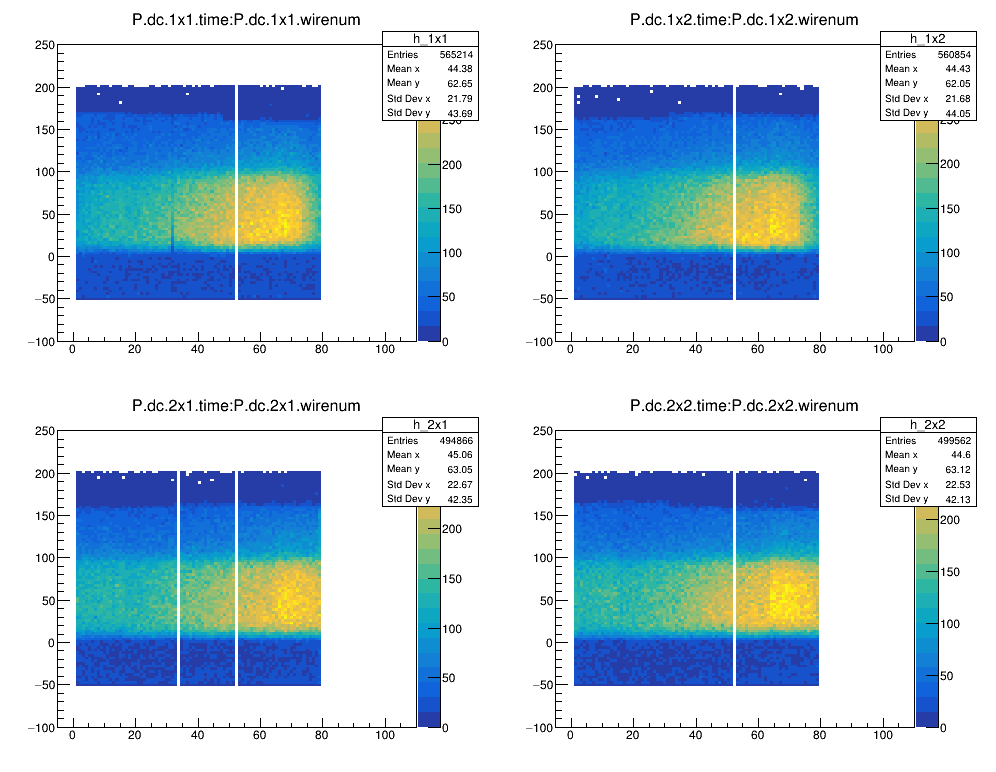 P.dc.1x1.time:P.dc.1x1.wirenum
h_1x1
Entries 565214
Mean x 44.38
Mean y 62.65
Std Dev x 21.79
Std Dev y 43.69
250
200
150
100
50
0
−50
−100
0 20 40 60 80 100
250
200
150
100
50
0
P.dc.1x2.time:P.dc.1x2.wirenum
h_1x2
Entries 560854
Mean x 44.43
Mean y 62.05
Std Dev x 21.68
Std Dev y 44.05
250
200
150
100
50
0
−50
−100
0 20 40 60 80 100
250
200
150
100
50
0
P.dc.2x1.time:P.dc.2x1.wirenum
h_2x1
Entries 494866
Mean x 45.06
Mean y 63.05
Std Dev x 22.67
Std Dev y 42.35
250
200
150
100
50
0
−50
−100
0 20 40 60 80 100
200
150
100
50
0
P.dc.2x2.time:P.dc.2x2.wirenum
h_2x2
Entries 499562
Mean x 44.6
Mean y 63.12
Std Dev x 22.53
Std Dev y 42.13
250
200
150
100
50
0
−50
−100
0 20 40 60 80 100
200
150
100
50
0